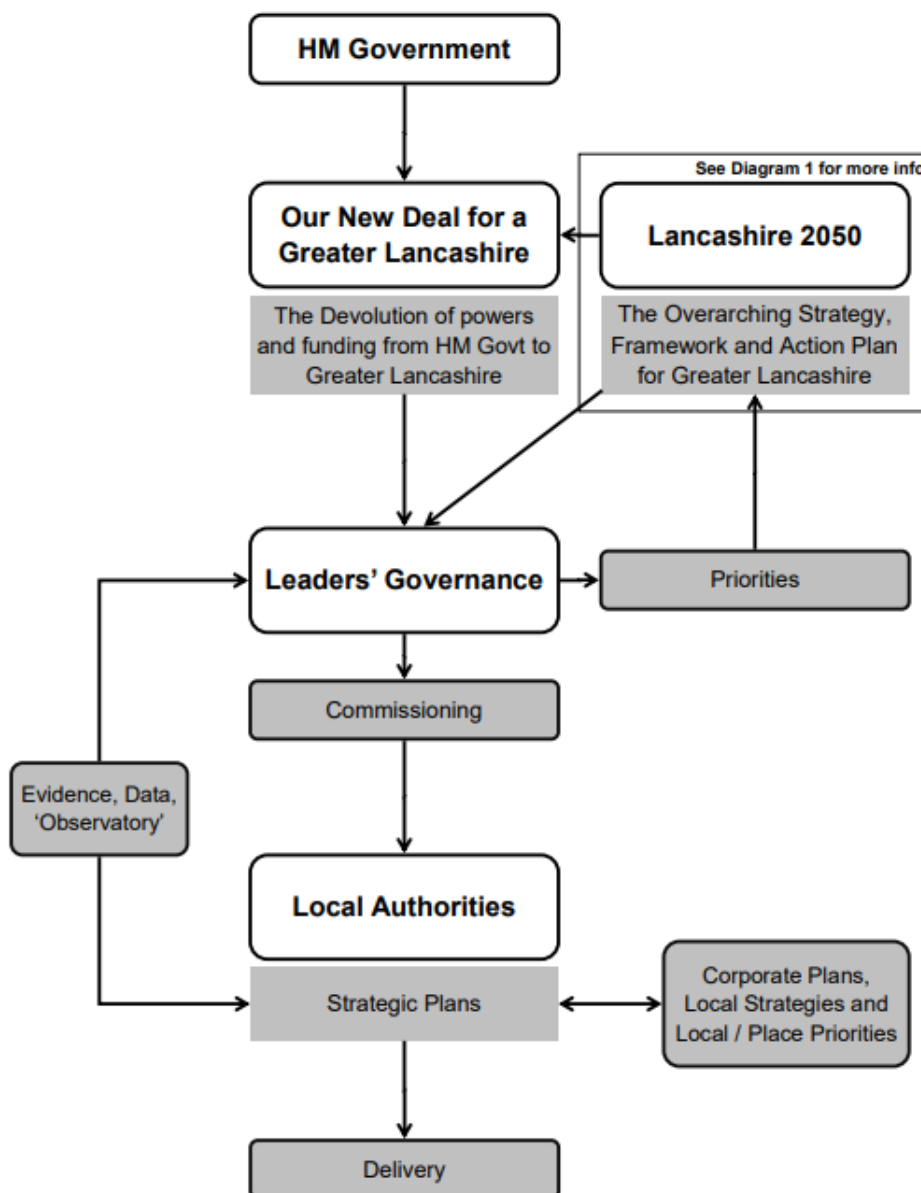 HM Government
See Diagram 1 for more info
Our New Deal for a
Greater Lancashire
Lancashire 2050
The Devolution of powers
and funding from HM Govt to
Greater Lancashire
The Overarching Strategy,
Framework and Action Plan
for Greater Lancashire
Leaders’ Governance
Priorities
Commissioning
Evidence, Data,
‘Observatory’
Local Authorities
Strategic Plans
Corporate Plans,
Local Strategies and
Local / Place Priorities
Delivery